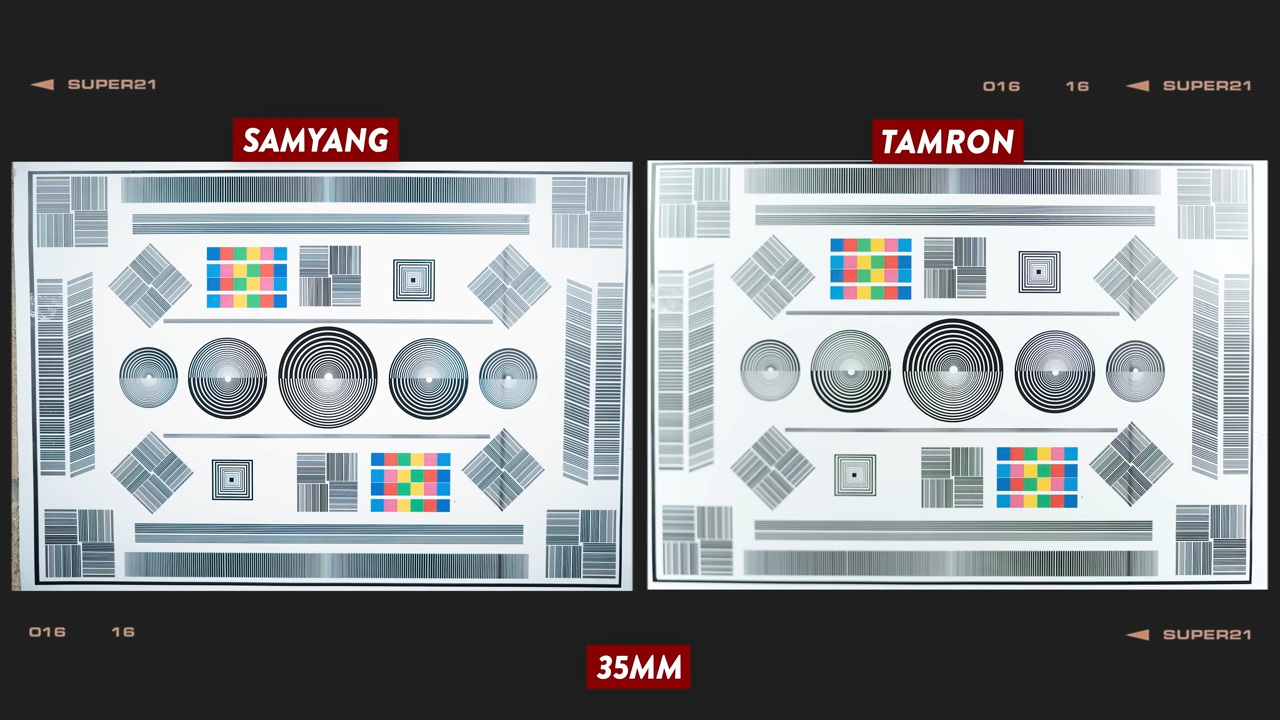 SUPER21
016 16 SUPER21
SAMYANG
TAMRON
016 16
SUPER21
35MM